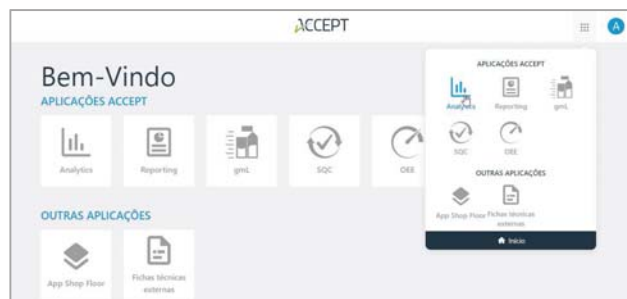 ACCEPT
A
Bem-Vindo
APLICAÇÕES ACCEPT
Analytics
Reporting
gmL
SQC
OEE
OUTRAS APLICAÇÕES
App Shop Floor
Fichas técnicas
externas
APLICAÇÕES ACCEPT
Analytics
Reporting
gmL
SQC
OEE
OUTRAS APLICAÇÕES
App Shop Floor
Fichas técnicas
externas
Início